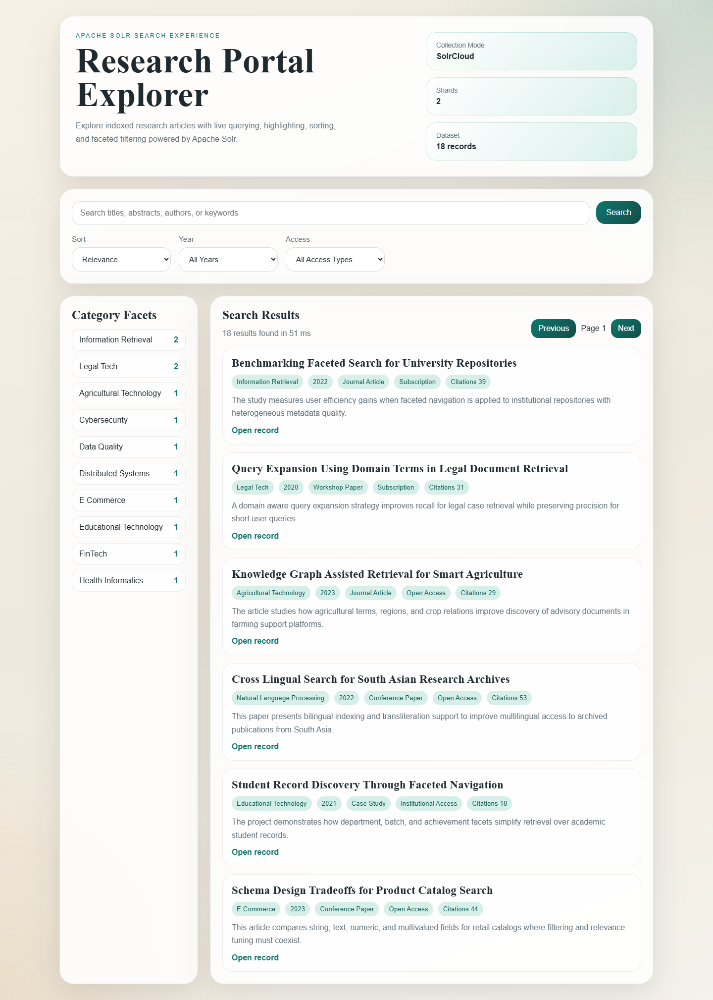 APACHE SOLR SEARCH EXPERIENCE
Research Portal
Explorer
Explore indexed research articles with live querying, highlighting, sorting,
and faceted filtering powered by Apache Solr.
Collection Mode
SolrCloud
Shards
2
Dataset
18 records
Search titles, abstracts, authors, or keywords
Search
Sort
Year
Access
Relevance
All Years
All Access Types
Category Facets
Information Retrieval 2
Legal Tech 2
Agricultural Technology 1
Cybersecurity 1
Data Quality 1
Distributed Systems 1
E Commerce 1
Educational Technology 1
FinTech 1
Health Informatics 1
Search Results
18 results found in 51 ms
Previous Page 1 Next
Benchmarking Faceted Search for University Repositories
Information Retrieval 2022 Journal Article Subscription Citations 39
The study measures user efficiency gains when faceted navigation is applied to institutional repositories with
heterogeneous metadata quality.
Open record
Query Expansion Using Domain Terms in Legal Document Retrieval
Legal Tech 2020 Workshop Paper Subscription Citations 31
A domain aware query expansion strategy improves recall for legal case retrieval while preserving precision for
short user queries.
Open record
Knowledge Graph Assisted Retrieval for Smart Agriculture
Agricultural Technology 2023 Journal Article Open Access Citations 29
The article studies how agricultural terms, regions, and crop relations improve discovery of advisory documents in
farming support platforms.
Open record
Cross Lingual Search for South Asian Research Archives
Natural Language Processing 2022 Conference Paper Open Access Citations 53
This paper presents bilingual indexing and transliteration support to improve multilingual access to archived
publications from South Asia.
Open record
Student Record Discovery Through Faceted Navigation
Educational Technology 2021 Case Study Institutional Access Citations 18
The project demonstrates how department, batch, and achievement facets simplify retrieval over academic
student records.
Open record
Schema Design Tradeoffs for Product Catalog Search
E Commerce 2023 Conference Paper Open Access Citations 44
This article compares string, text, numeric, and multivalued fields for retail catalogs where filtering and relevance
tuning must coexist.
Open record